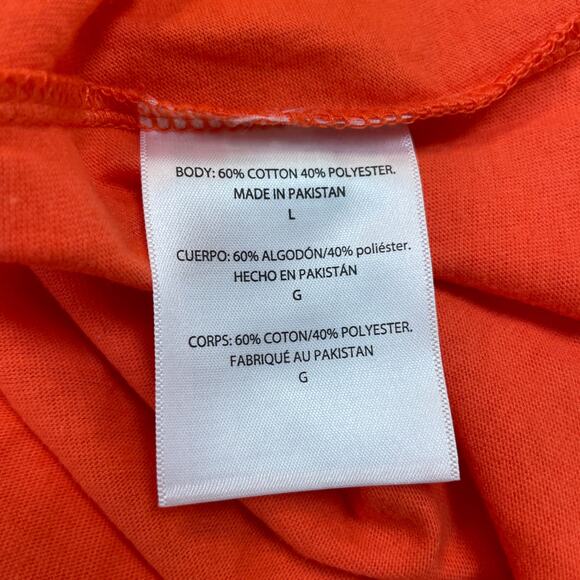 BODY: 60% COTTON 40% POLYESTER.
MADE IN PAKISTAN
L
CUERPO: 60% ALGODÓN/40% poliéster.
HECHO EN PAKISTÁN
G
CORPS: 60% COTON/40% POLYESTER.
FABRIQUÉ AU PAKISTAN
G